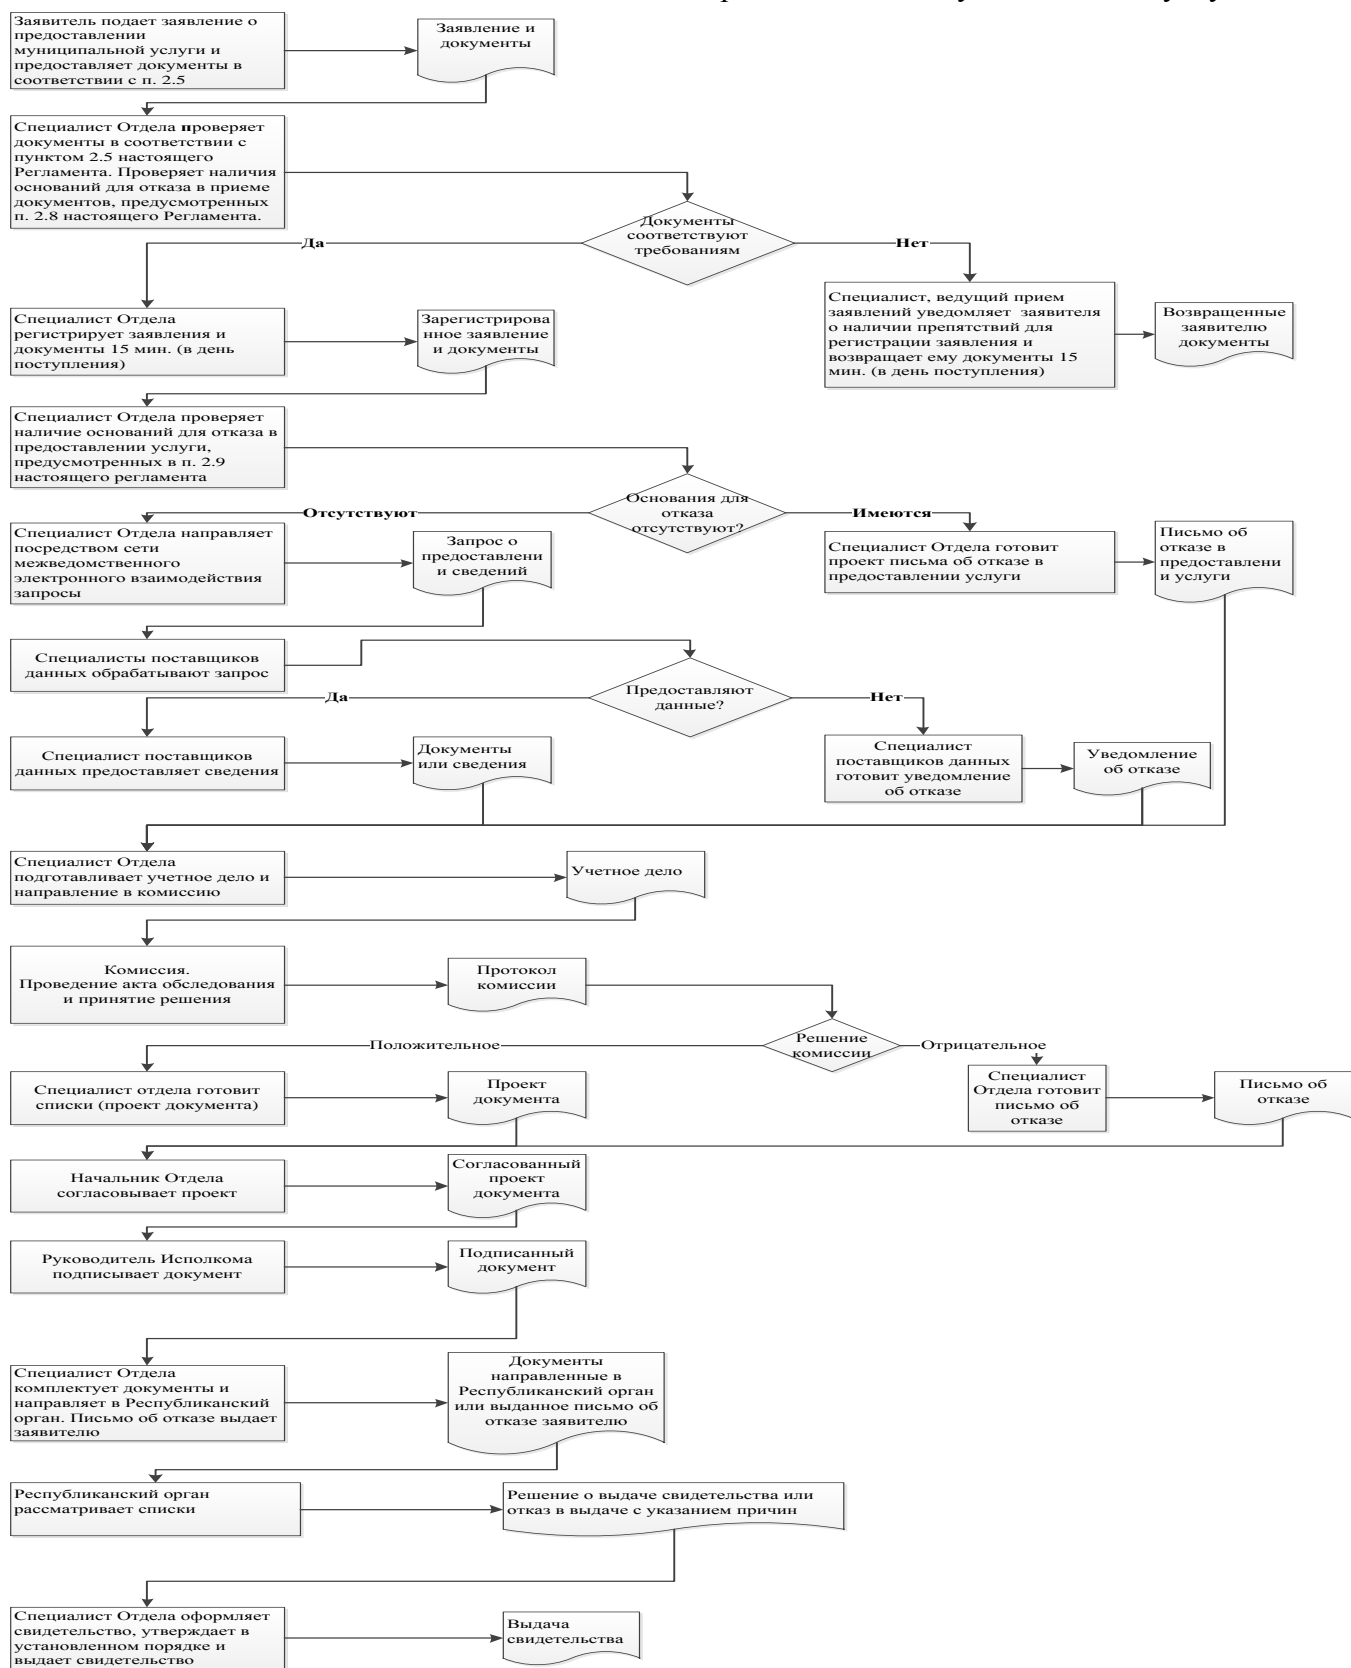 Заявитель подает заявление о
предоставлении
муниципальной услуги и
предоставляет документы в
соответствии с п. 2.5
Заявление и
документы
Специалист Отдела проверяет
документы в соответствии с
пунктом 2.5 настоящего
Регламента. Проверяет наличия
оснований для отказа в приеме
документов, предусмотренных
п. 2.8 настоящего Регламента.
Документы
соответствуют
требованиям
Да
Нет
Специалист Отдела
регистрирует заявления и
документы 15 мин. (в день
поступления)
Зарегистрирова
нное заявление
и документы
Специалист, ведущий прием
заявлений уведомляет заявителя
о наличии препятствий для
регистрации заявления и
возвращает ему документы 15
мин. (в день поступления)
Возвращенные
заявителю
документы
Специалист Отдела проверяет
наличие оснований для отказа в
предоставлении услуги,
предусмотренных в п. 2.9
настоящего регламента
Основания для
отказа
отсутствуют?
Отсутствуют
Имеются
Специалист Отдела направляет
посредством сети
межведомственного
электронного взаимодействия
запросы
Запрос о
предоставлени
и сведений
Специалист Отдела готовит
проект письма об отказе в
предоставлении услуги
Письмо об
отказе в
предоставлени
и услуги
Специалисты поставщиков
данных обрабатывают запрос
Предоставляют
данные?
Да
Нет
Специалист поставщиков
данных предоставляет сведения
Документы
или сведения
Специалист
поставщиков данных
готовит уведомление
об отказе
Уведомление
об отказе
Специалист Отдела
подготавливает учетное дело и
направление в комиссию
Учетное дело
Комиссия.
Проведение акта обследования
и принятие решения
Протокол
комиссии
Решение
комиссии
Положительное
Отрицательное
Специалист отдела готовит
списки (проект документа)
Проект
документа
Специалист
Отдела готовит
письмо об
отказе
Письмо об
отказе
Начальник Отдела
согласовывает проект
Согласованный
проект
документа
Руководитель Исполкома
подписывает документ
Подписанный
документ
Специалист Отдела
комплектует документы и
направляет в Республиканский
орган. Письмо об отказе выдает
заявителю
Документы
направленные в
Республиканский орган
или выданное письмо об
отказе заявителю
Республиканский орган
рассматривает списки
Решение о выдаче свидетельства или
отказ в выдаче с указанием причин
Специалист Отдела оформляет
свидетельство, утверждает в
установленном порядке и
выдает свидетельство
Выдача
свидетельства